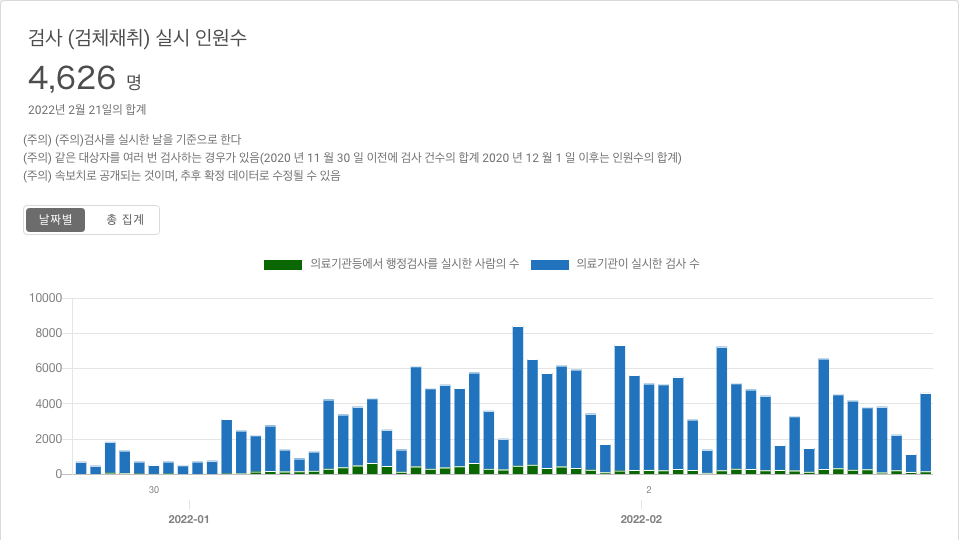 검사 (검체채취) 실시 인원수
4,626 명
2022년 2월 21일의 합계
(주의) (주의)검사를 실시한 날을 기준으로 한다
(주의) 같은 대상자를 여러 번 검사하는 경우가 있음(2020 년 11 월 30 일 이전에 검사 건수의 합계 2020 년 12 월 1 일 이후는 인원수의 합계)
(주의) 속보치로 공개되는 것이며, 추후 확정 데이터로 수정될 수 있음
날짜별 총 집계
의료기관등에서 행정검사를 실시한 사람의 수 의료기관이 실시한 검사 수
10000
8000
6000
4000
2000
0
30 2
2022-01 2022-02